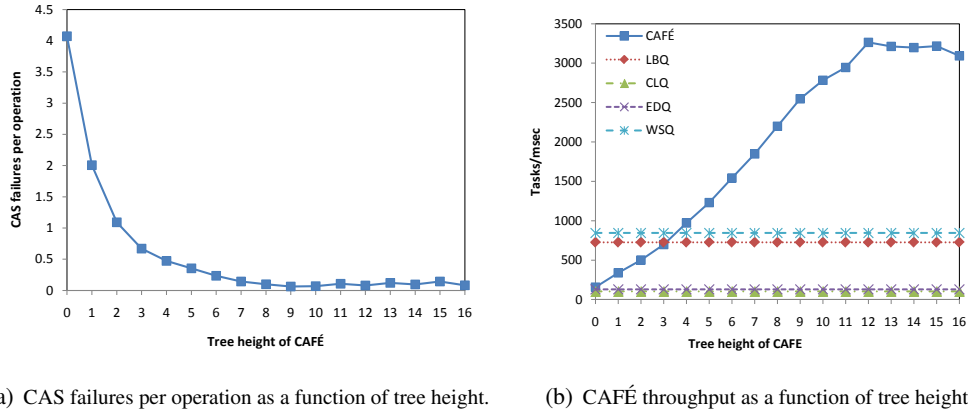 4.5
4
3.5
3
2.5
2
1.5
1
0.5
0
CAS failures per operation
0 1 2 3 4 5 6 7 8 9 10 11 12 13 14 15 16
Tree height of CAFÉ
3500
3000
2500
2000
1500
1000
500
0
Tasks/msec
CAFÉ
LBQ
CLQ
EDQ
WSQ
0 1 2 3 4 5 6 7 8 9 10 11 12 13 14 15 16
Tree height of CAFE
) CAS failures per operation as a function of tree height.
(b) CAFÉ throughput as a function of tree height